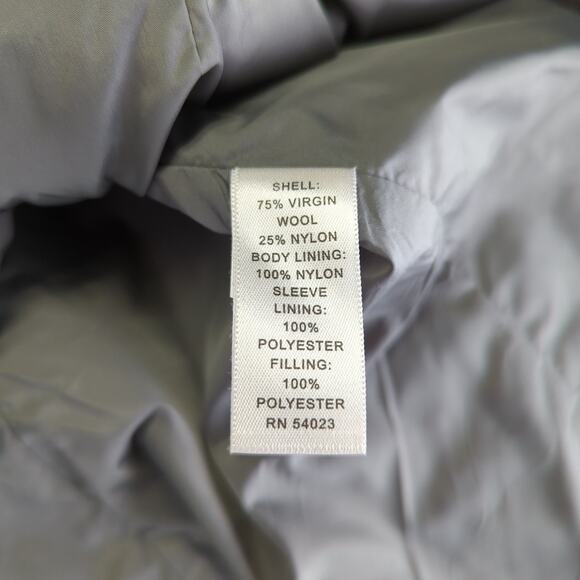 SHELL:
75% VIRGIN
WOOL
25% NYLON
BODY LINING:
100% NYLON
SLEEVE
LINING:
100%
POLYESTER
FILLING:
100%
POLYESTER
RN 54023